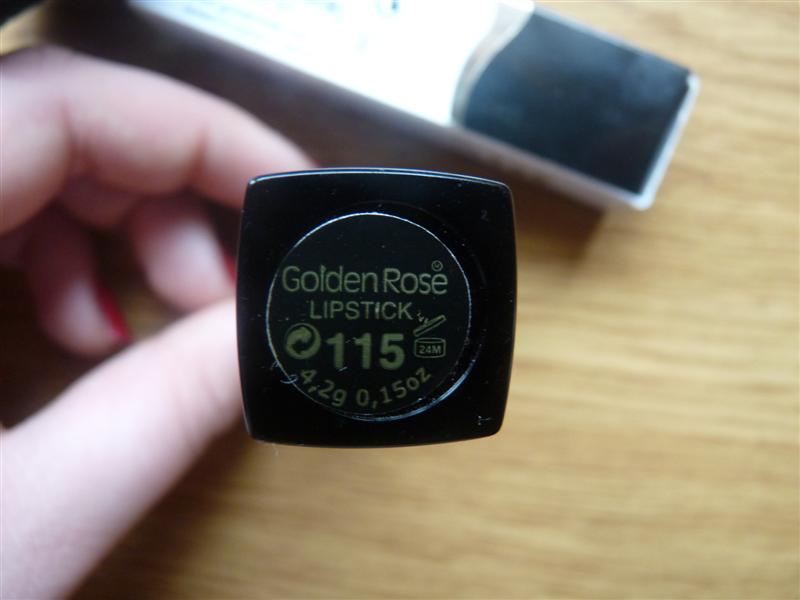 Golden Rose
LIPSTICK
115 24M
4,2g 0,15oz